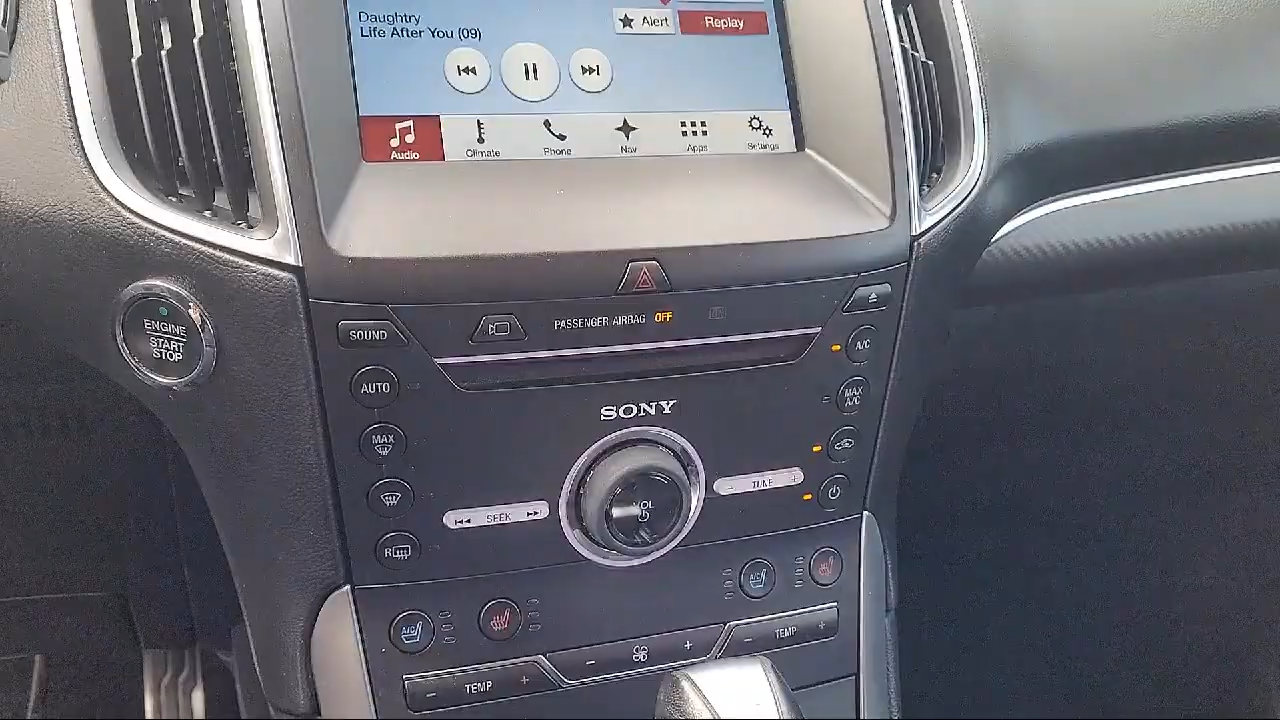 Daughtry
Life After You (09)
Alert
Replay
Audio
Climate
Phone
Nav
Apps
Settings
ENGINE
START
STOP
SOUND
PASSENGER AIRBAG OFF
A/C
AUTO
MAX
A/C
MAX
SONY
- TUNE +
VOL
SEEK
R
A/C
A/C
- TEMP +
- +
- TEMP +